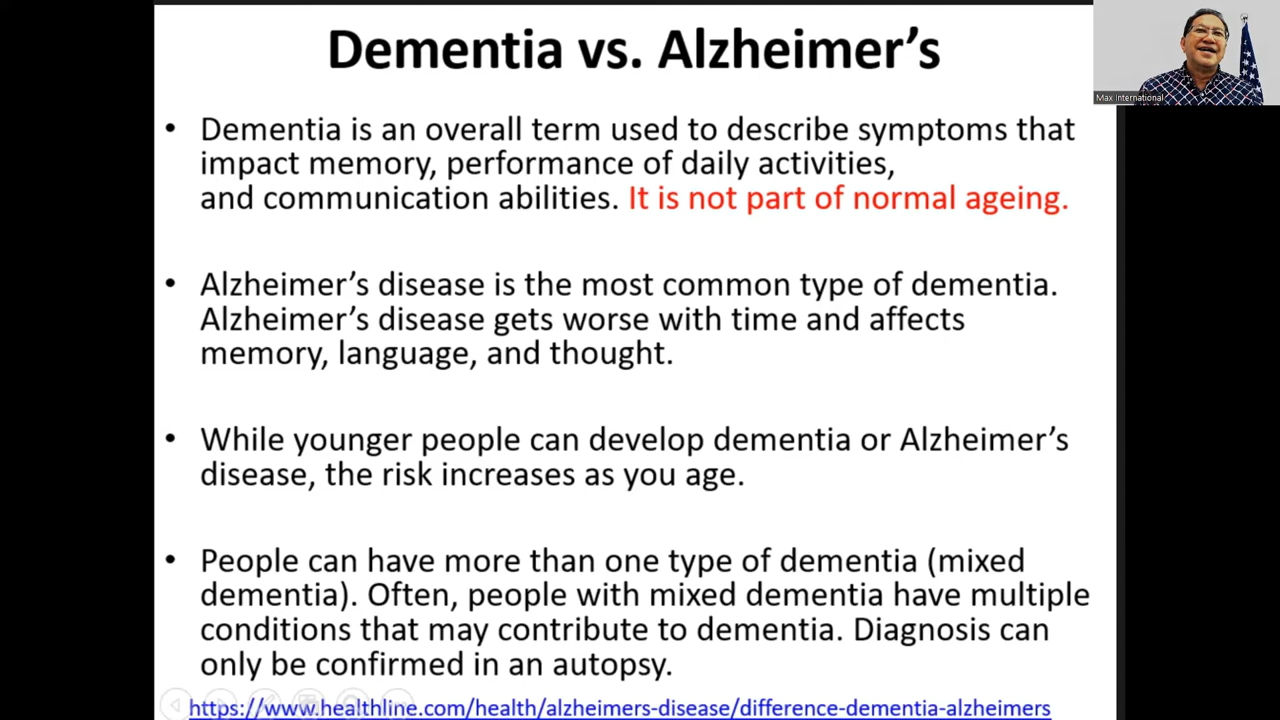 Dementia vs. Alzheimer's
Max International
• Dementia is an overall term used to describe symptoms that
impact memory, performance of daily activities,
and communication abilities. It is not part of normal ageing.
• Alzheimer's disease is the most common type of dementia.
Alzheimer's disease gets worse with time and affects
memory, language, and thought.
• While younger people can develop dementia or Alzheimer's
disease, the risk increases as you age.
• People can have more than one type of dementia (mixed
dementia). Often, people with mixed dementia have multiple
conditions that may contribute to dementia. Diagnosis can
only be confirmed in an autopsy.
https://www.healthline.com/health/alzheimers-disease/difference-dementia-alzheimers